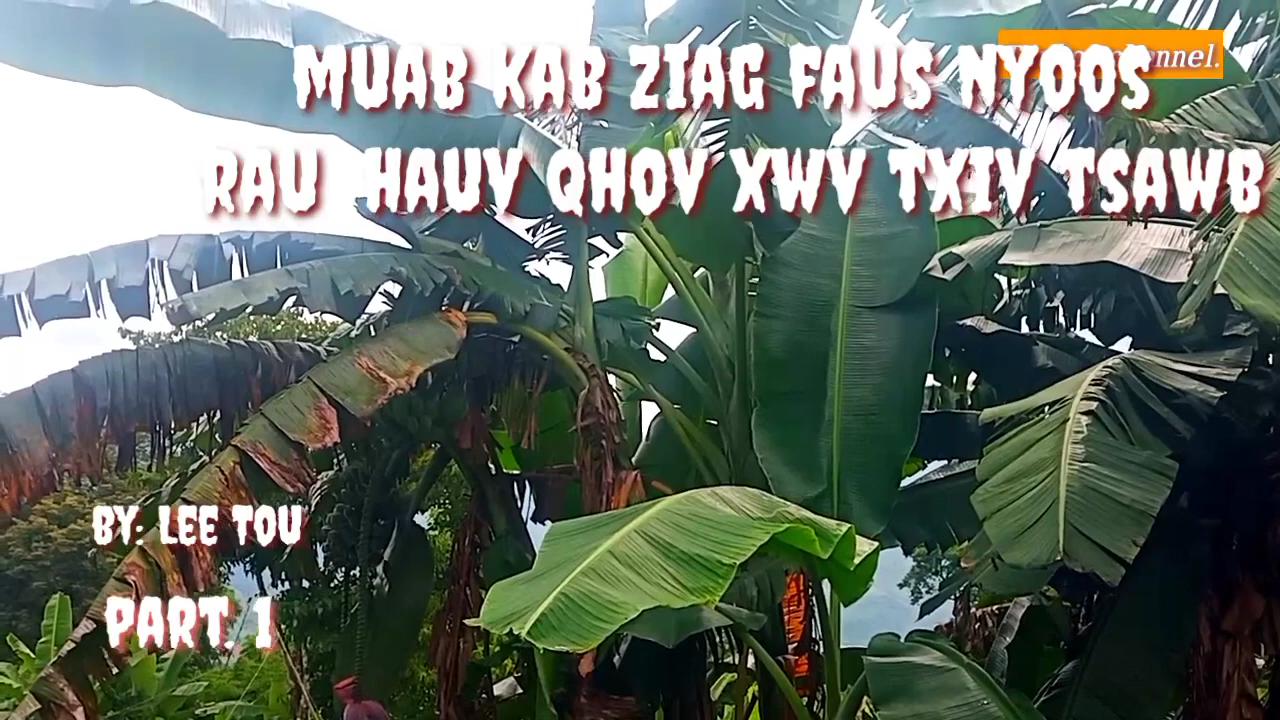 MUAB KAB ZIAG FAUS NYOOS
RAU HAUV QHOV XWV TXIV TSAWB
BY: LEE TOU
PART. 1